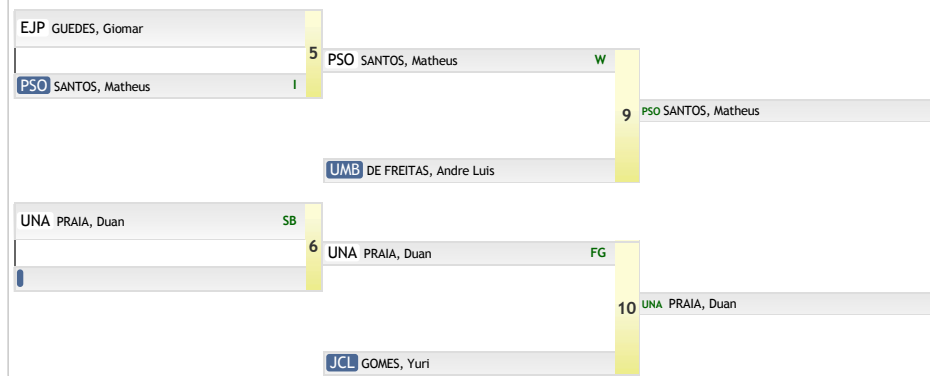 EJP GUEDES, Giomar
5
PSO SANTOS, Matheus W
PSO SANTOS, Matheus I
9
PSO SANTOS, Matheus
UMB DE FREITAS, Andre Luis
UNA PRAIA, Duan SB
6
UNA PRAIA, Duan FG
10
UNA PRAIA, Duan
JCL GOMES, Yuri